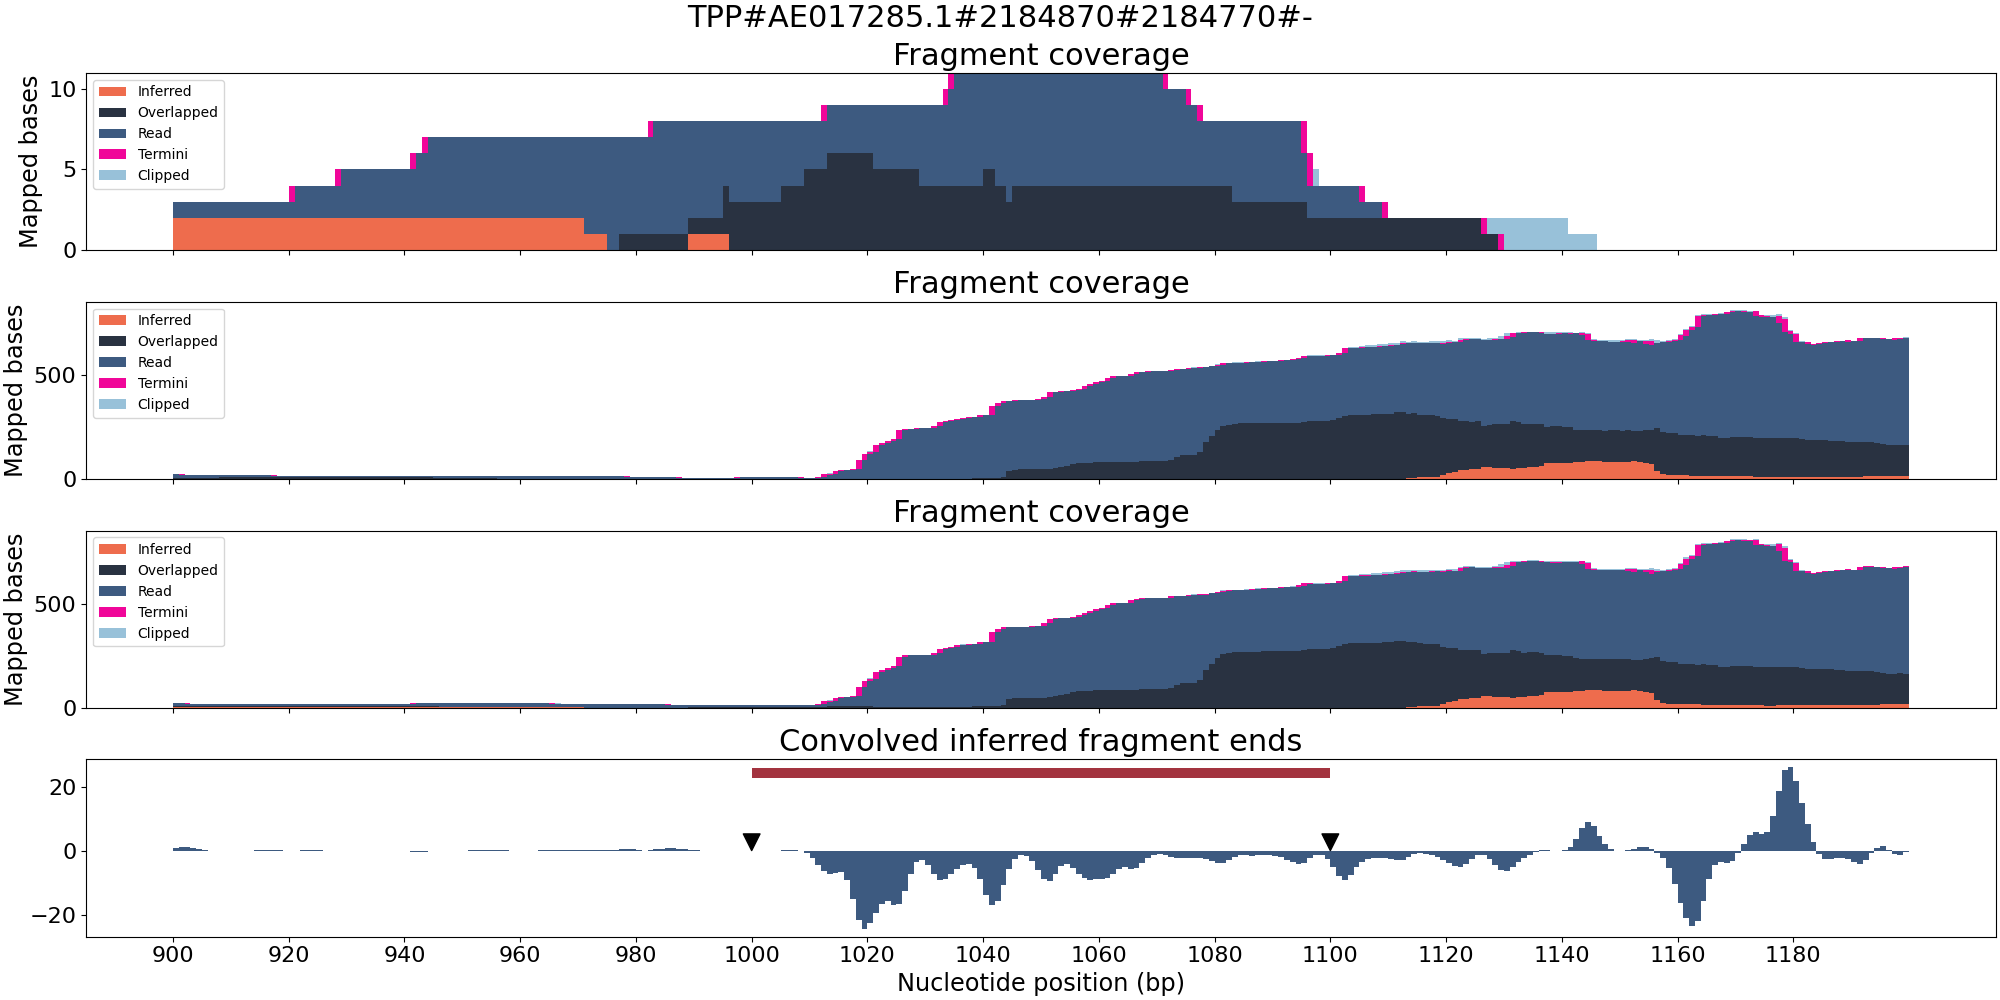 TPP#AE017285.1#2184870#2184770#-
Fragment coverage
Mapped bases
10
5
0
Inferred
Overlapped
Read
Termini
Clipped
Fragment coverage
Mapped bases
500
0
Inferred
Overlapped
Read
Termini
Clipped
Fragment coverage
Mapped bases
500
0
Inferred
Overlapped
Read
Termini
Clipped
Convolved inferred fragment ends
20
0
−20
900 920 940 960 980 1000 1020 1040 1060 1080 1100 1120 1140 1160 1180
Nucleotide position (bp)